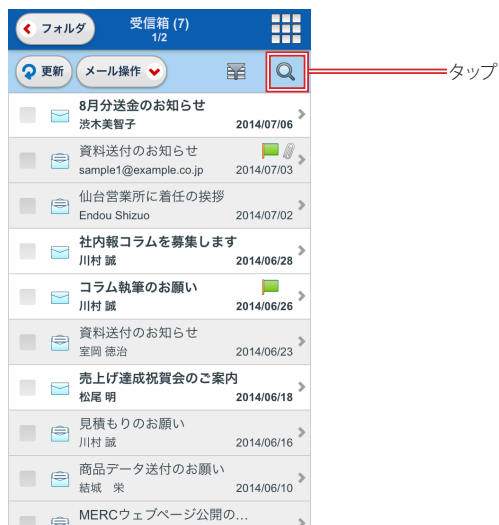 フォルダ
受信箱 (7)
1/2
更新
メール操作
タップ
8月分送金のお知らせ
渋木美智子
2014/07/06
資料送付のお知らせ
sample1@example.co.jp
2014/07/03
仙台営業所に着任の挨拶
Endou Shizuo
2014/07/02
社内報コラムを募集します
川村 誠
2014/06/28
コラム執筆のお願い
川村 誠
2014/06/26
資料送付のお知らせ
室岡 徳治
2014/06/23
売上げ達成祝賀会のご案内
松尾 明
2014/06/18
見積もりのお願い
川村 誠
2014/06/16
商品データ送付のお願い
結城　栄
2014/06/10
MERCウェブページ公開の...